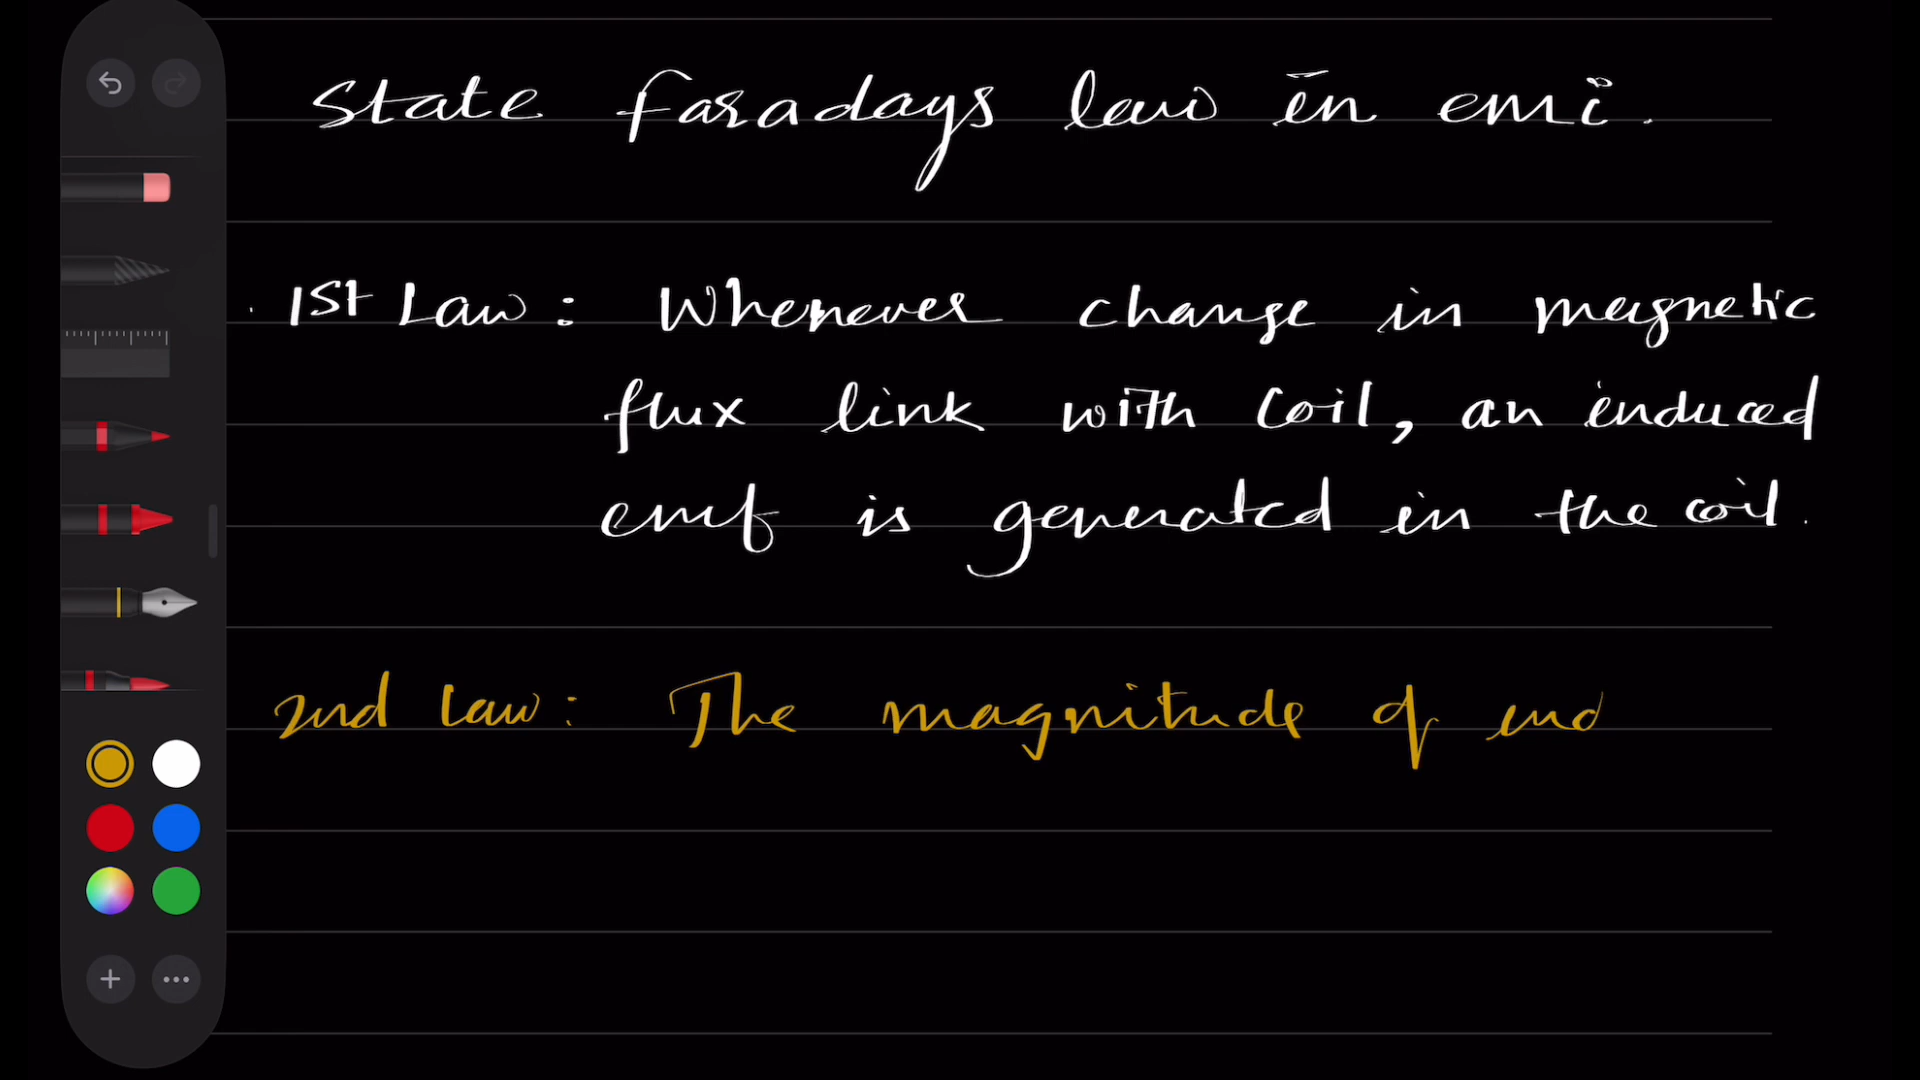 State faradays law in emi.
1st Law: Whenever change in magnetic
flux link with coil, an induced
emf is generated in the coil.
2nd law: The magnitude of ind